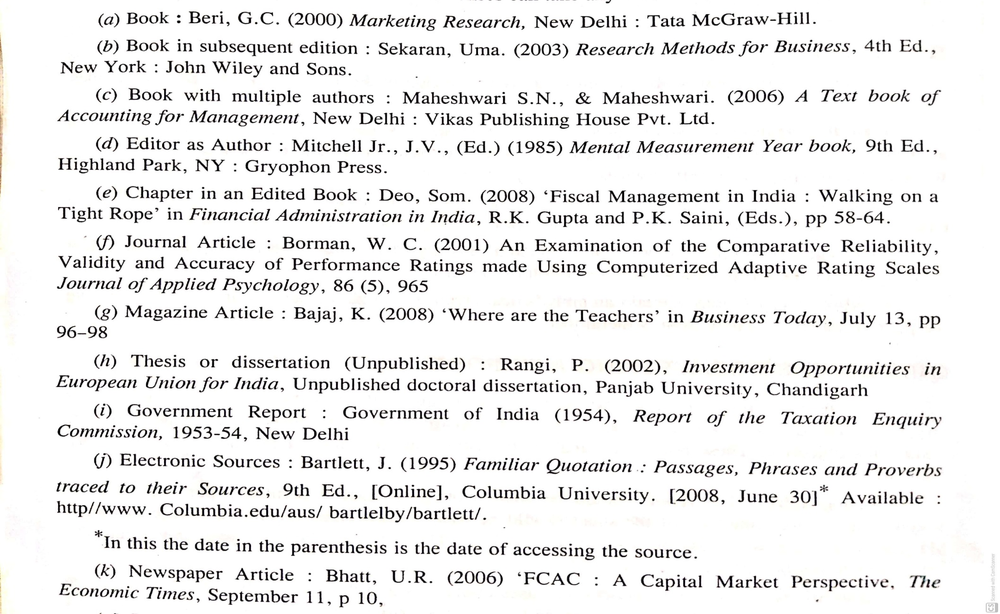 (a) Book : Beri, G.C. (2000) Marketing Research, New Delhi : Tata McGraw-Hill.
(b) Book in subsequent edition : Sekaran, Uma. (2003) Research Methods for Business, 4th Ed.,
New York : John Wiley and Sons.
(c) Book with multiple authors : Maheshwari S.N., & Maheshwari. (2006) A Text book of
Accounting for Management, New Delhi : Vikas Publishing House Pvt. Ltd.
(d) Editor as Author : Mitchell Jr., J.V., (Ed.) (1985) Mental Measurement Year book, 9th Ed.,
Highland Park, NY : Gryophon Press.
(e) Chapter in an Edited Book : Deo, Som. (2008) ‘Fiscal Management in India : Walking on a
Tight Rope’ in Financial Administration in India, R.K. Gupta and P.K. Saini, (Eds.), pp 58-64.
(f) Journal Article : Borman, W. C. (2001) An Examination of the Comparative Reliability,
Validity and Accuracy of Performance Ratings made Using Computerized Adaptive Rating Scales
Journal of Applied Psychology, 86 (5), 965
(g) Magazine Article : Bajaj, K. (2008) ‘Where are the Teachers’ in Business Today, July 13, pp
96–98
(h) Thesis or dissertation (Unpublished) : Rangi, P. (2002), Investment Opportunities in
European Union for India, Unpublished doctoral dissertation, Panjab University, Chandigarh
(i) Government Report : Government of India (1954), Report of the Taxation Enquiry
Commission, 1953-54, New Delhi
(j) Electronic Sources : Bartlett, J. (1995) Familiar Quotation : Passages, Phrases and Proverbs
traced to their Sources, 9th Ed., [Online], Columbia University. [2008, June 30]* Available :
http//www. Columbia.edu/aus/ bartlelby/bartlett/.
*In this the date in the parenthesis is the date of accessing the source.
(k) Newspaper Article : Bhatt, U.R. (2006) ‘FCAC : A Capital Market Perspective, The
Economic Times, September 11, p 10,
CS Scanned with CamScanner